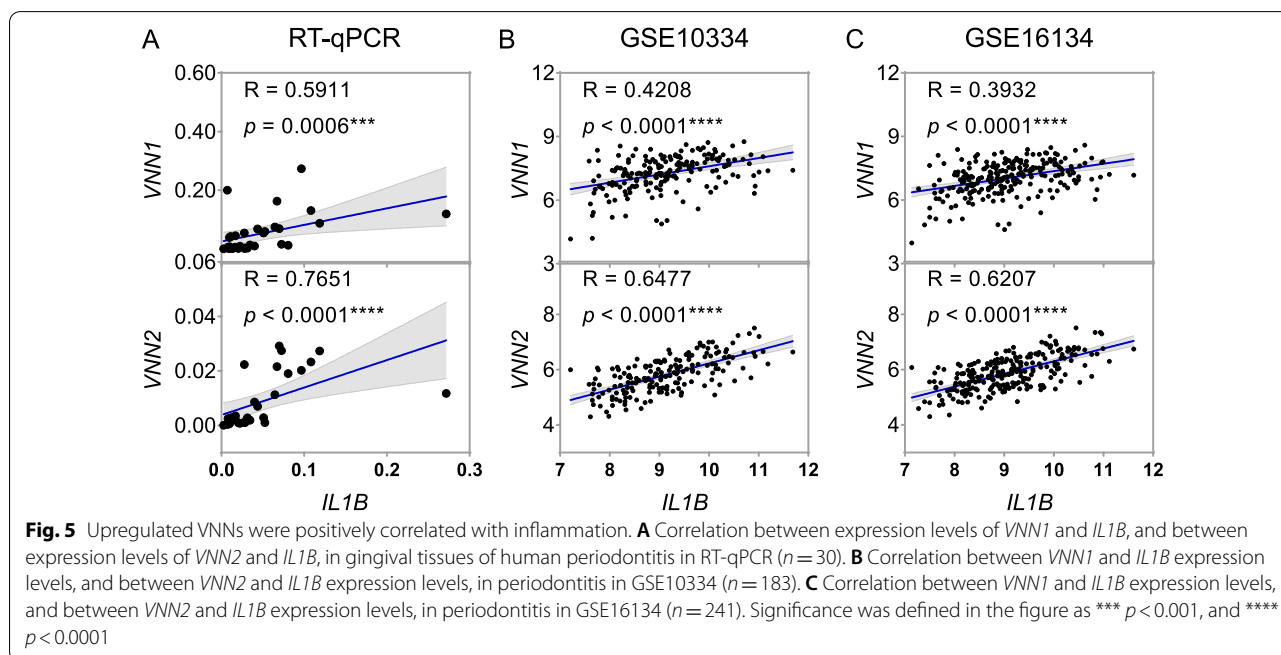 A RT-qPCR
B GSE10334
C GSE16134
0.60
0.40
0.20
0.06
VNN1
R = 0.5911
p = 0.0006***
12
9
6
3
VNN1
R = 0.4208
p < 0.0001****
12
9
6
3
VNN1
R = 0.3932
p < 0.0001****
0.04
0.02
0.00
VNN2
R = 0.7651
p < 0.0001****
8
6
4
VNN2
R = 0.6477
p < 0.0001****
8
6
4
VNN2
R = 0.6207
p < 0.0001****
0.0 0.1 0.2 0.3
7 8 9 10 11 12
7 8 9 10 11 12
IL1B
IL1B
IL1B
Fig. 5 Upregulated VNNs were positively correlated with inflammation. A Correlation between expression levels of VNN1 and IL1B, and between
expression levels of VNN2 and IL1B, in gingival tissues of human periodontitis in RT-qPCR (n = 30). B Correlation between VNN1 and IL1B expression
levels, and between VNN2 and IL1B expression levels, in periodontitis in GSE10334 (n = 183). C Correlation between VNN1 and IL1B expression levels,
and between VNN2 and IL1B expression levels, in periodontitis in GSE16134 (n = 241). Significance was defined in the figure as *** p < 0.001, and ****
p < 0.0001